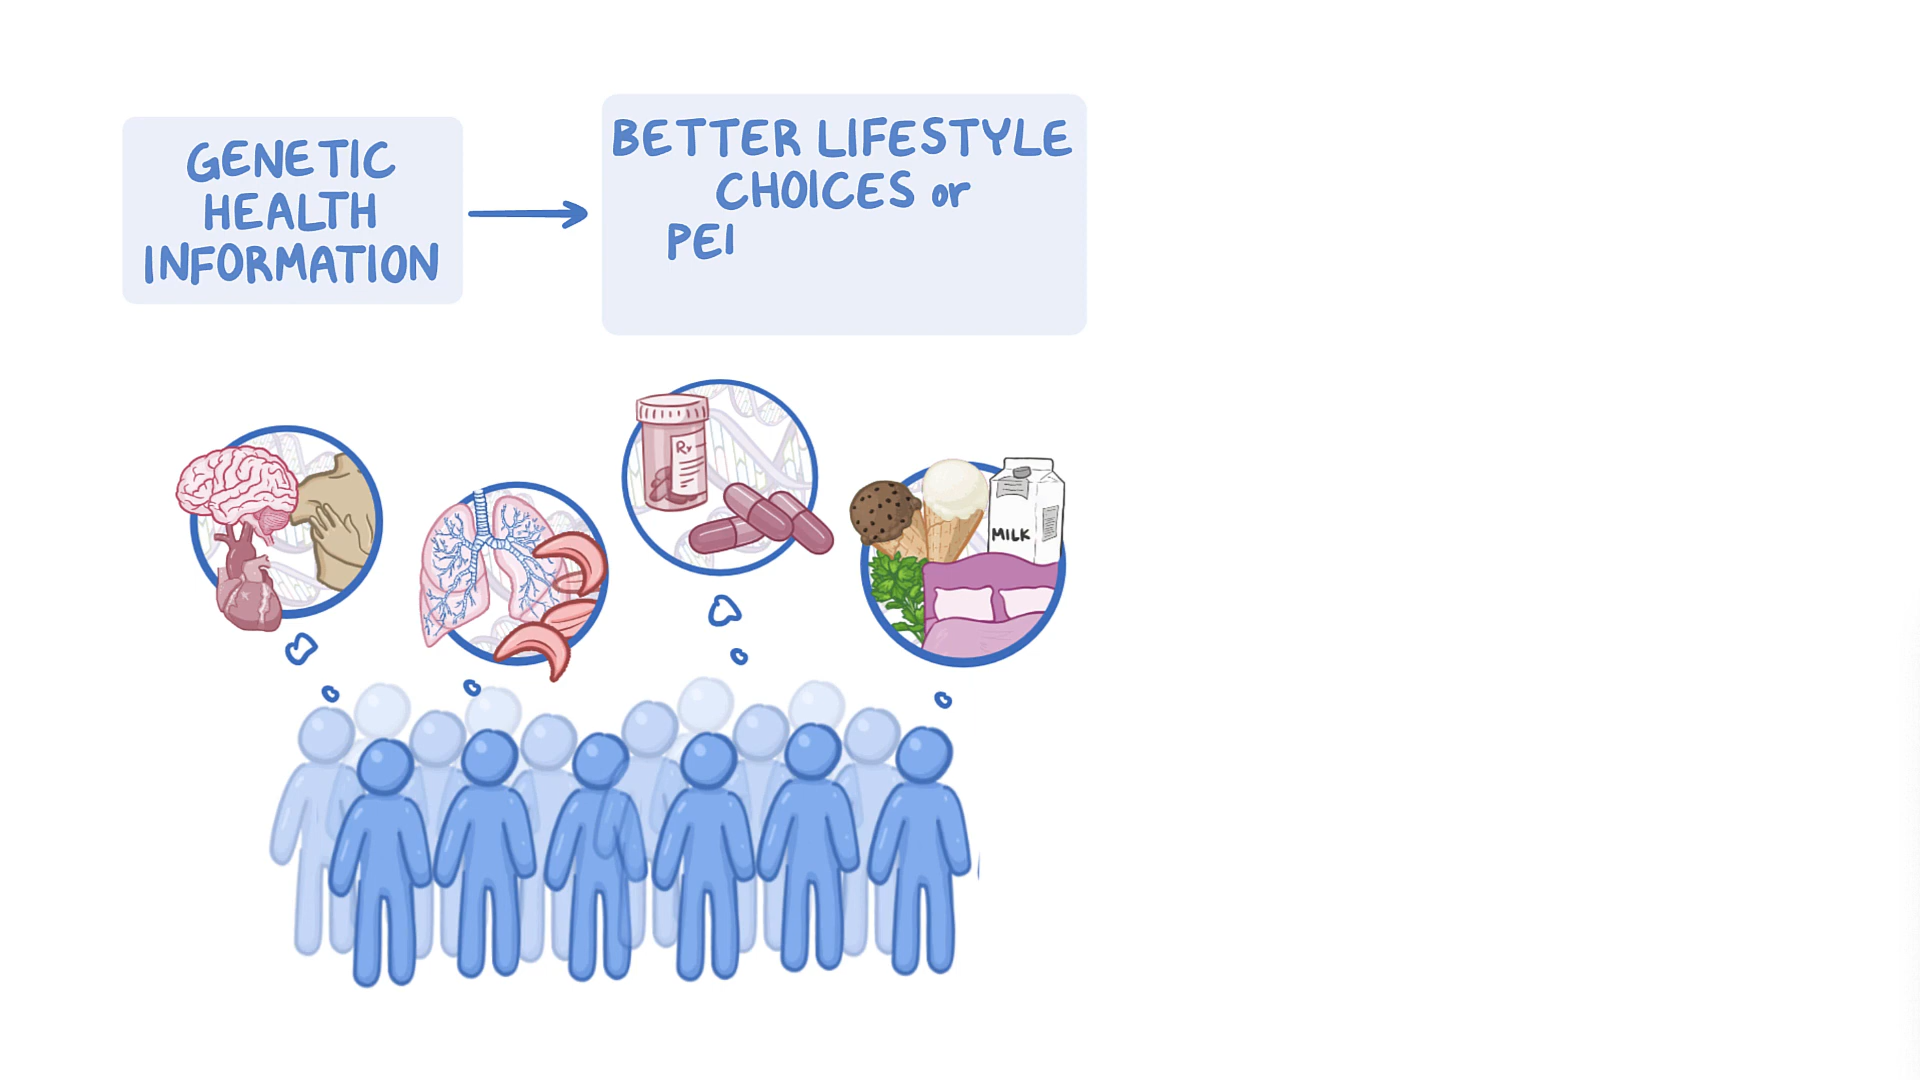 GENETIC
HEALTH
INFORMATION
BETTER LIFESTYLE
CHOICES or
PEI
Rx
MILK